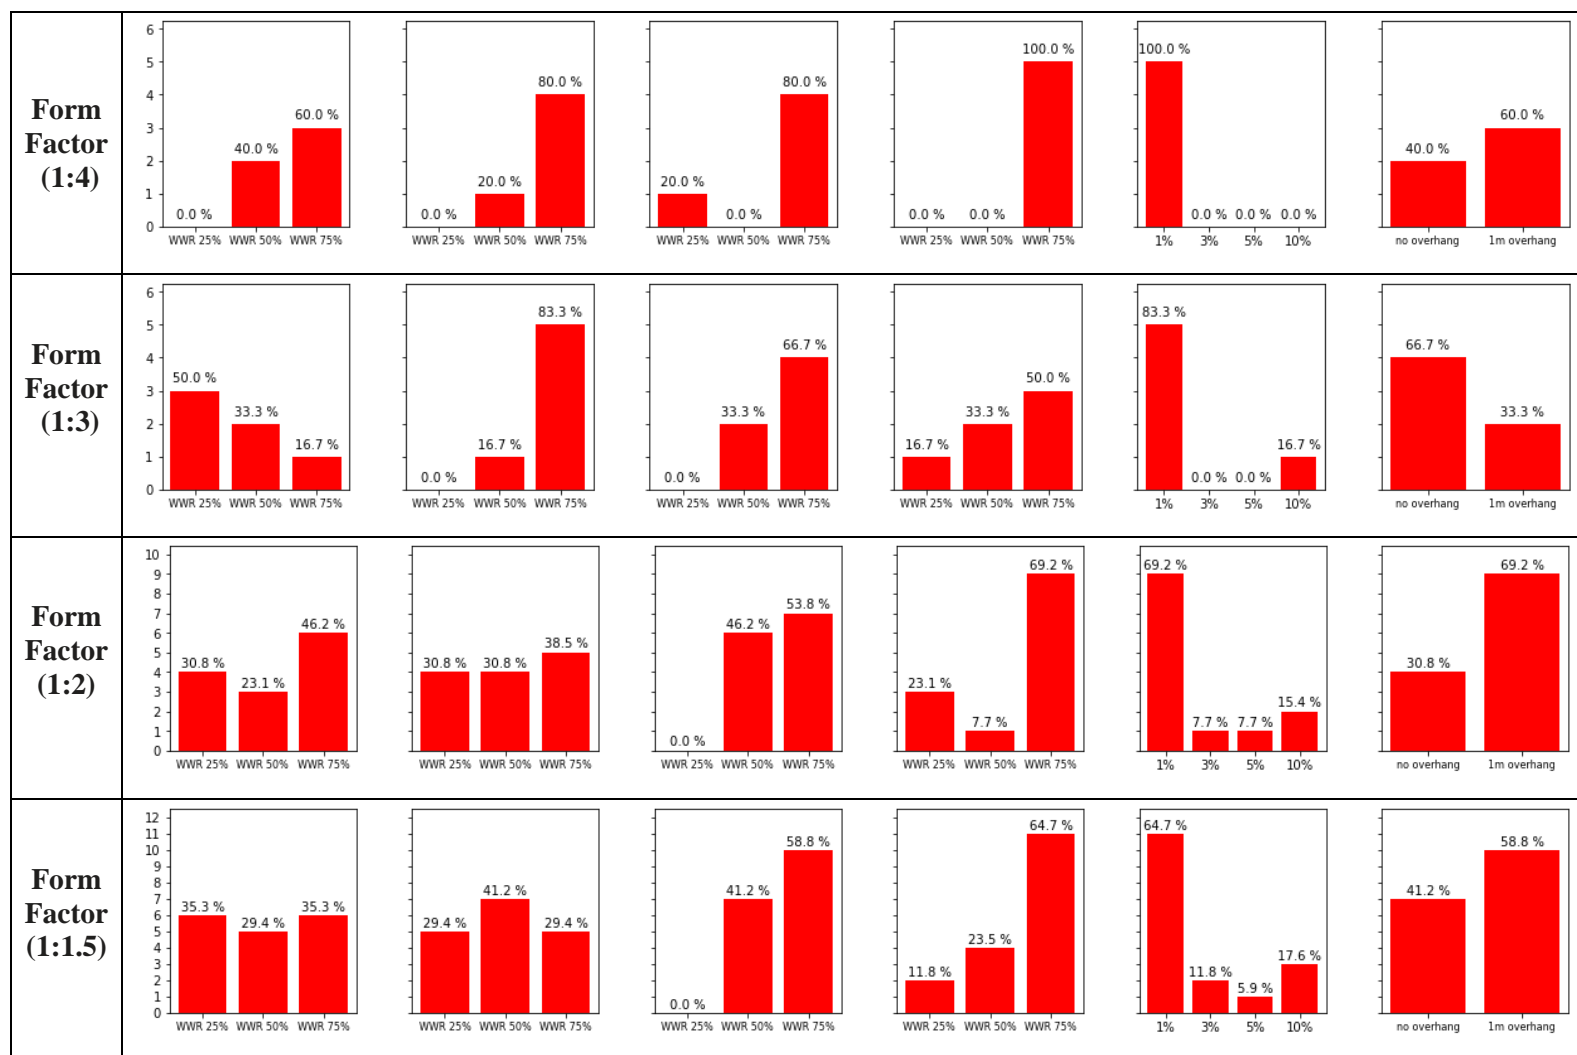 Form
Factor
(1:4)
6
5
4
3
2
1
0
0.0 %
40.0 %
60.0 %
WWR 25% WWR 50% WWR 75%
0.0 %
20.0 %
80.0 %
WWR 25% WWR 50% WWR 75%
20.0 %
0.0 %
80.0 %
WWR 25% WWR 50% WWR 75%
0.0 %
0.0 %
100.0 %
WWR 25% WWR 50% WWR 75%
100.0 %
0.0 % 0.0 % 0.0 %
1% 3% 5% 10%
40.0 %
60.0 %
no overhang 1m overhang
Form
Factor
(1:3)
6
5
4
3
2
1
0
50.0 %
33.3 %
16.7 %
WWR 25% WWR 50% WWR 75%
0.0 %
16.7 %
83.3 %
WWR 25% WWR 50% WWR 75%
0.0 %
33.3 %
66.7 %
WWR 25% WWR 50% WWR 75%
16.7 %
33.3 %
50.0 %
WWR 25% WWR 50% WWR 75%
83.3 %
0.0 % 0.0 %
16.7 %
1% 3% 5% 10%
66.7 %
33.3 %
no overhang 1m overhang
Form
Factor
(1:2)
10
9
8
7
6
5
4
3
2
1
0
30.8 %
23.1 %
46.2 %
WWR 25% WWR 50% WWR 75%
30.8 % 30.8 %
38.5 %
WWR 25% WWR 50% WWR 75%
0.0 %
46.2 %
53.8 %
WWR 25% WWR 50% WWR 75%
23.1 %
7.7 %
69.2 %
WWR 25% WWR 50% WWR 75%
69.2 %
7.7 % 7.7 %
15.4 %
1% 3% 5% 10%
30.8 %
69.2 %
no overhang 1m overhang
Form
Factor
(1:1.5)
12
11
10
9
8
7
6
5
4
3
2
1
0
35.3 %
29.4 %
35.3 %
WWR 25% WWR 50% WWR 75%
29.4 %
41.2 %
29.4 %
WWR 25% WWR 50% WWR 75%
0.0 %
41.2 %
58.8 %
WWR 25% WWR 50% WWR 75%
11.8 %
23.5 %
64.7 %
WWR 25% WWR 50% WWR 75%
64.7 %
11.8 %
5.9 %
17.6 %
1% 3% 5% 10%
41.2 %
58.8 %
no overhang 1m overhang